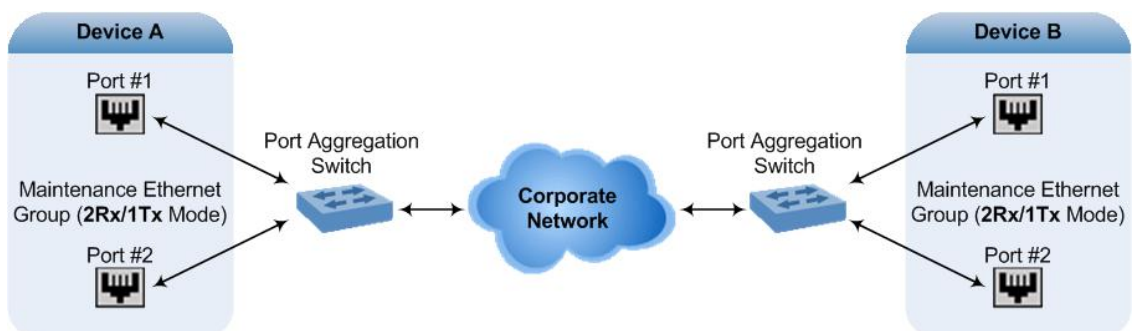 Device A
Port #1
Maintenance Ethernet
Group (2Rx/1Tx Mode)
Port #2
Port Aggregation
Switch
Corporate
Network
Port Aggregation
Switch
Device B
Port #1
Maintenance Ethernet
Group (2Rx/1Tx Mode)
Port #2